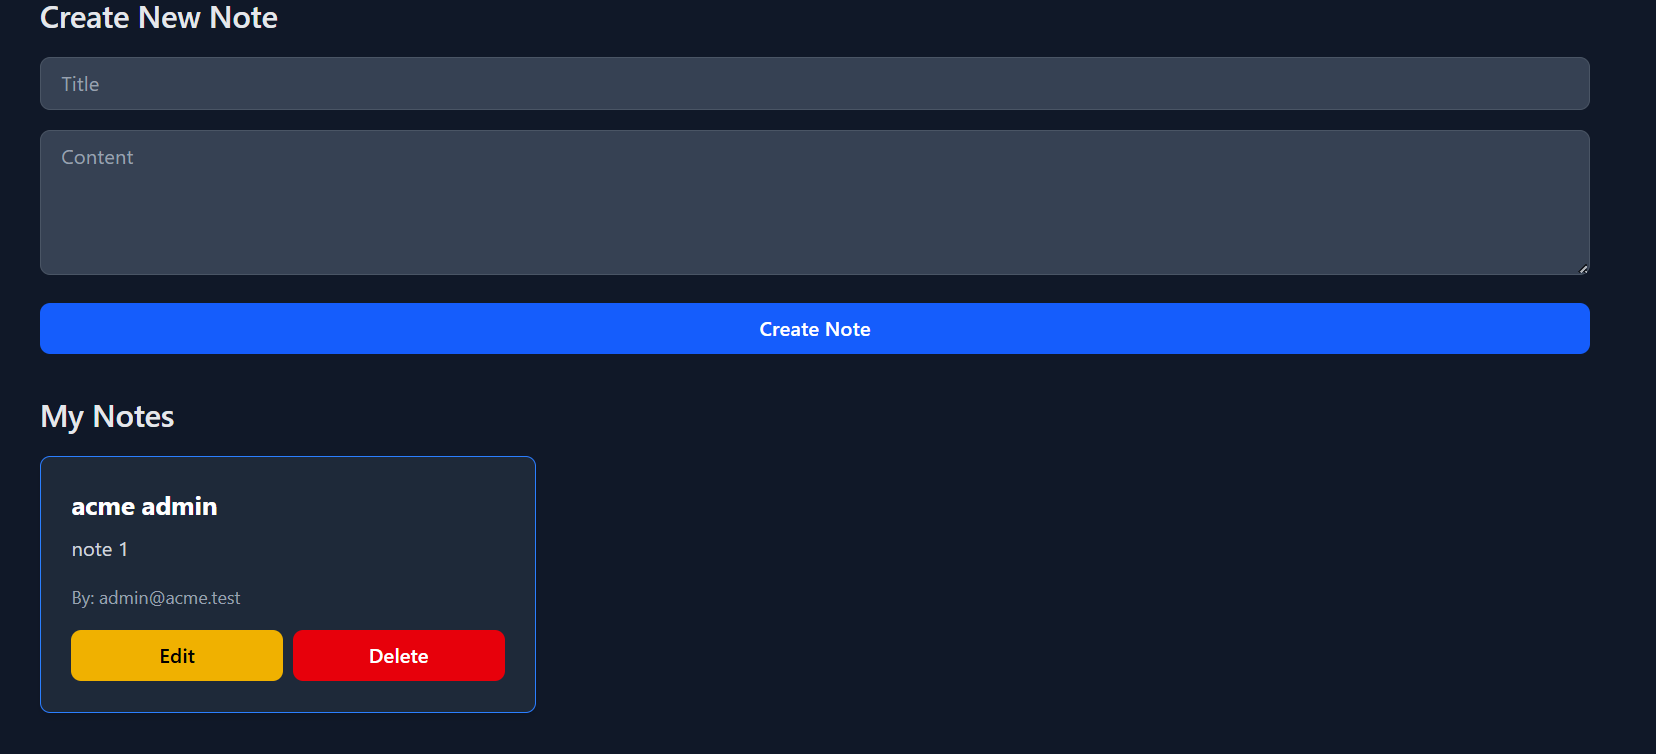 Create New Note
Title
Content
Create Note
My Notes
acme admin
note 1
By: admin@acme.test
Edit
Delete